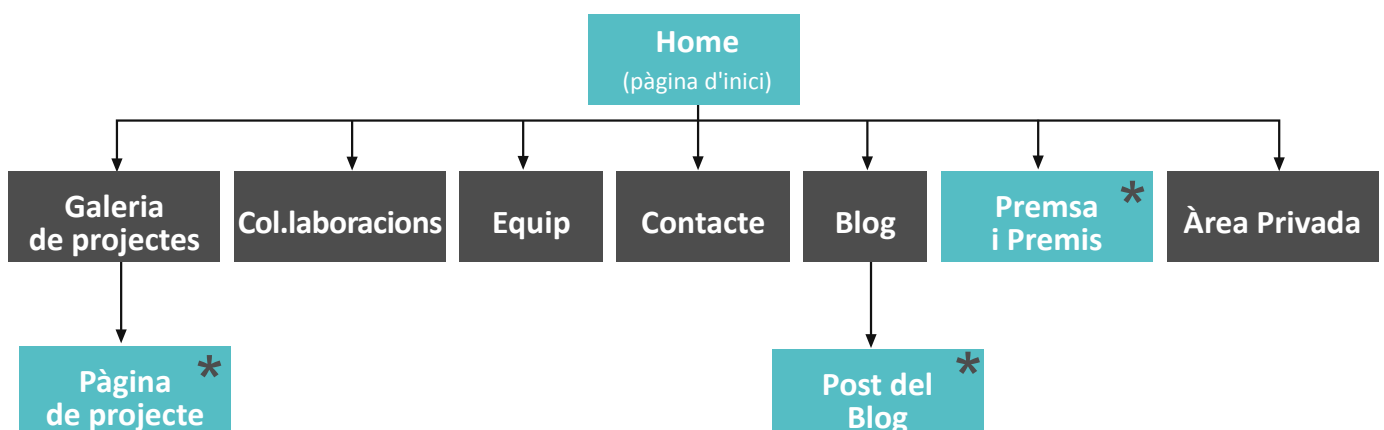 Home
(pàgina d'inici)
Galeria
de projectes
Col.laboracions
Equip
Contacte
Blog
Premsa *
i Premis
Àrea Privada
Pàgina *
de projecte
Post del *
Blog